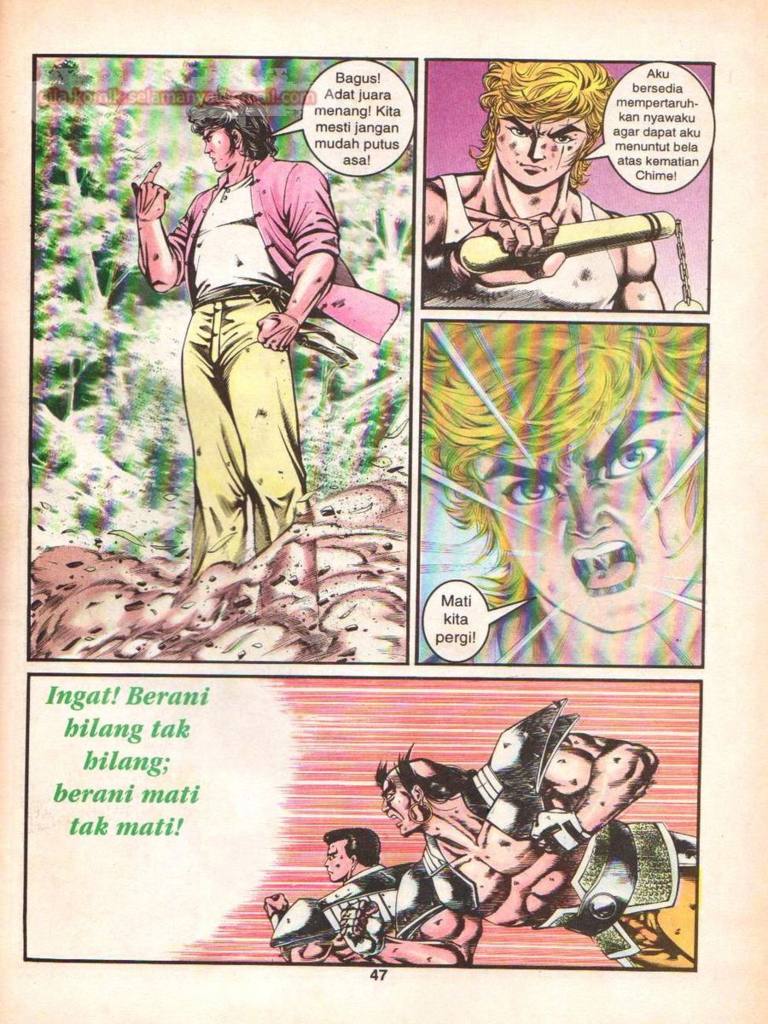 Bagus!
Adat juara
menang! Kita
mesti jangan
mudah putus
asa!
Aku
bersedia
mempertaruh-
kan nyawaku
agar dapat aku
menuntut bela
atas kematian
Chime!
Mati
kita
pergi!
Ingat! Berani
hilang tak
hilang;
berani mati
tak mati!
47